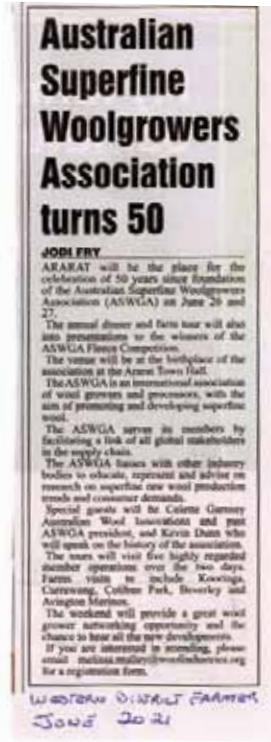 Australian
Superfine
Woolgrowers
Association
turns 50
JODI FRY
ARARAT will be the place for the
celebration of 50 years since foundation
of the Australian Superfine Woolgrowers
Association (ASWGA) on June 26 and
27.
The annual dinner and farm tour will also
into presentations to the winners of the
ASWGA Fleece Competition.
The venue will be at the birthplace of the
association at the Ararat Town Hall.
The ASWGA is an international association
of wool growers and processors, with the
aim of promoting and developing superfine
wool.
The ASWGA serves its members by
facilitating a link of all global stakeholders
in the supply chain.
The ASWGA liaises with other industry
bodies to educate, represent and advise on
research on superfine new wool production
trends and consumer demands.
Special guests will be Colette Garnsey
Australian Wool Innovations and past
ASWGA president, and Kevin Dunn who
will speak on the history of the association.
The tours will visit five highly regarded
member operations over the two days.
Farms visits to include Kooringa,
Currawong, Beverley and
Avington Merinos.
The weekend will provide a great wool
grower networking opportunity and the
chance to hear all the new developments.
If you are interested in attending, please
email
for a registration form.
WESTERN DISTRICT FARMER
JUNE 2021